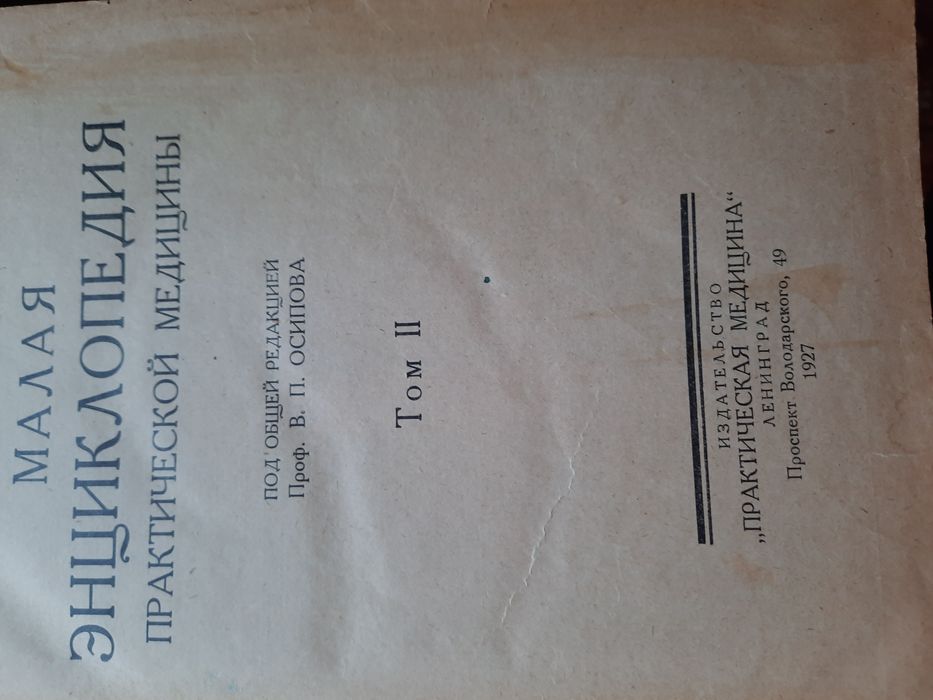 МАЛАЯ
ЭНЦИКЛОПЕДИЯ
ПРАКТИЧЕСКОЙ МЕДИЦИНЫ
ПОД ОБЩЕЙ РЕДАКЦИЕЙ
Проф. В. П. ОСИПОВА
Том II
ИЗДАТЕЛЬСТВО
„ПРАКТИЧЕСКАЯ МЕДИЦИНА“
ЛЕНИНГРАД
Проспект Володарского, 49
1927